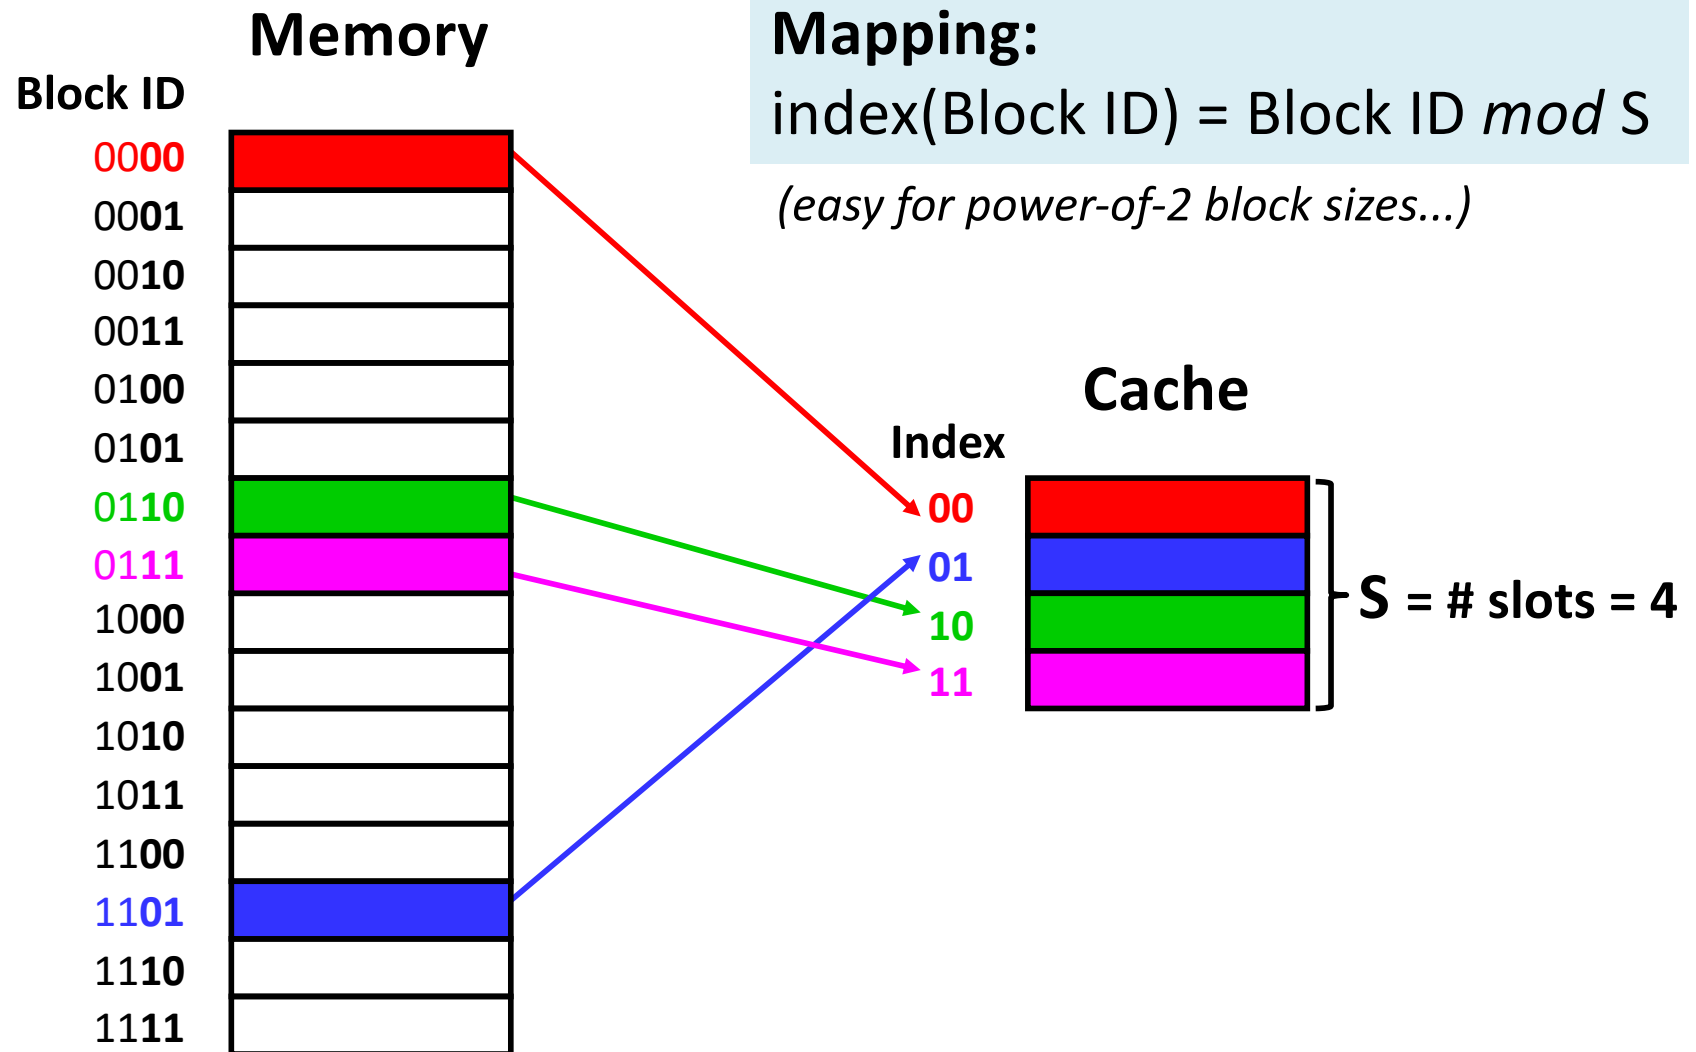 Memory
Block ID
0000
0001
0010
0011
0100
0101
0110
0111
1000
1001
1010
1011
1100
1101
1110
1111
Mapping:
index(Block ID) = Block ID mod S
(easy for power-of-2 block sizes...)
Cache
Index
00
01
10
11
S = # slots = 4